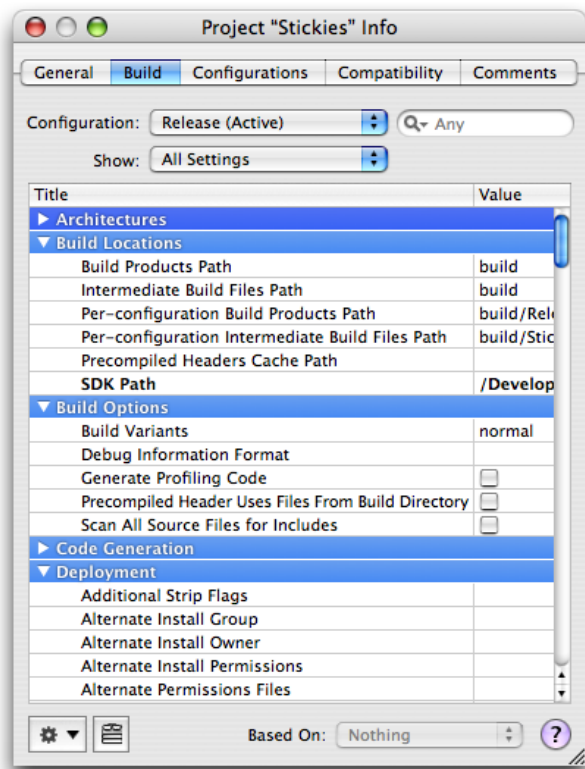 Project “Stickies” Info
General Build Configurations Compatibility Comments
Configuration: Release (Active) Any
Show: All Settings
Title Value
Architectures
Build Locations
Build Products Path build
Intermediate Build Files Path build
Per-configuration Build Products Path build/Rele
Per-configuration Intermediate Build Files Path build/Stic
Precompiled Headers Cache Path
SDK Path /Develop
Build Options
Build Variants normal
Debug Information Format
Generate Profiling Code
Precompiled Header Uses Files From Build Directory
Scan All Source Files for Includes
Code Generation
Deployment
Additional Strip Flags
Alternate Install Group
Alternate Install Owner
Alternate Install Permissions
Alternate Permissions Files
Based On: Nothing ?